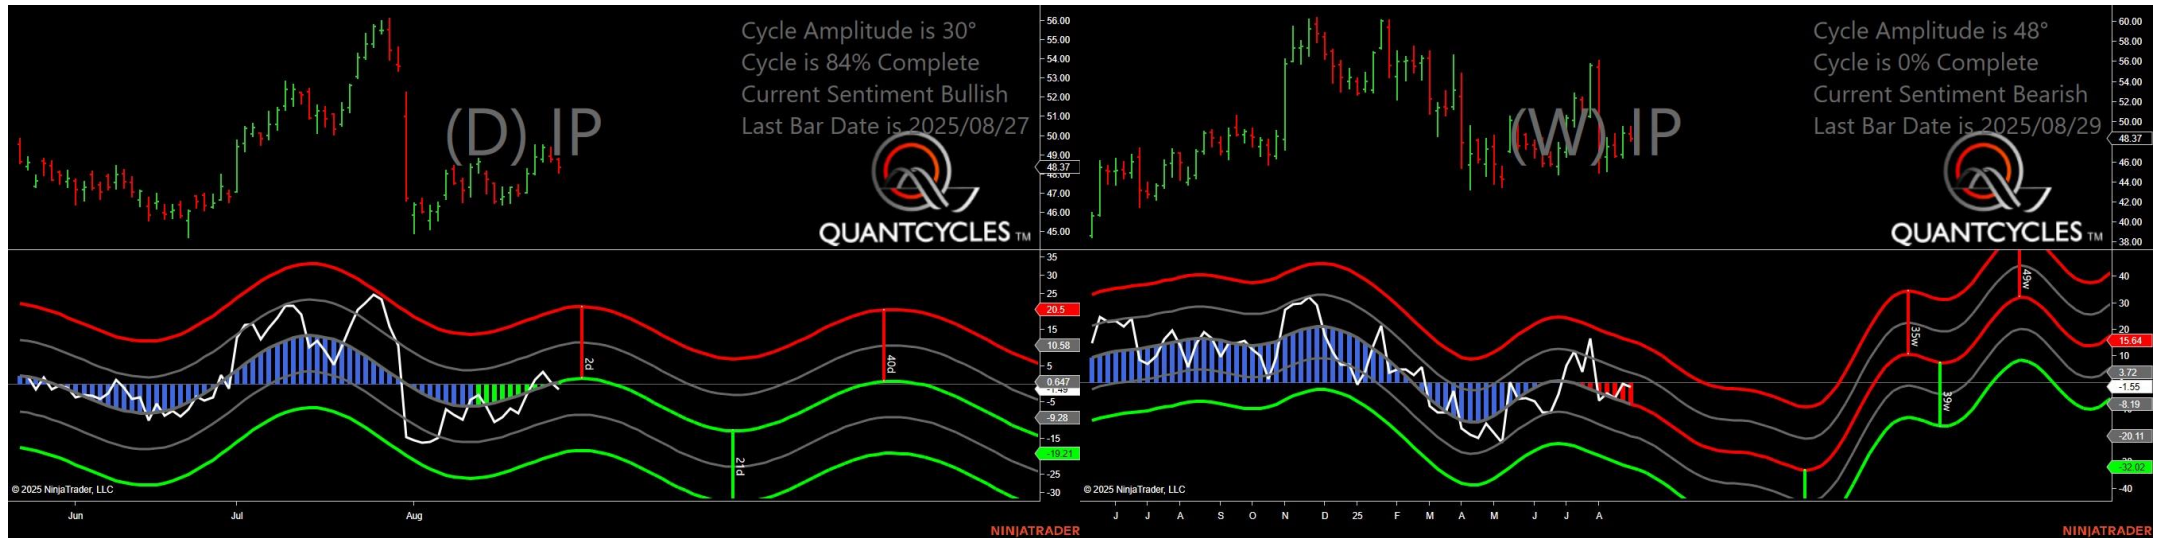 Cycle Amplitude is 30°
Cycle is 84% Complete
Current Sentiment Bullish
Last Bar Date is 2025/08/27
(D) IP
QUANTCYCLES TM
56.00
55.00
54.00
53.00
52.00
51.00
50.00
49.00
48.37
48.00
47.00
46.00
45.00
35
30
25
20.5
15
10.58
5
0.647
-1.49
-5
-9.28
-15
-19.21
-25
-30
2d
40d
21d
© 2025 NinjaTrader, LLC
Jun Jul Aug
NINJATRADER
Cycle Amplitude is 48°
Cycle is 0% Complete
Current Sentiment Bearish
Last Bar Date is 2025/08/29
(W) IP
QUANTCYCLES TM
60.00
58.00
56.00
54.00
52.00
50.00
48.37
46.00
44.00
42.00
40.00
38.00
40
30
20
15.64
10
3.72
-1.55
-8.19
-20.11
-32.02
-40
49w
35w
39w
© 2025 NinjaTrader, LLC
J J A S O N D 25 F M A M J J A
NINJATRADER